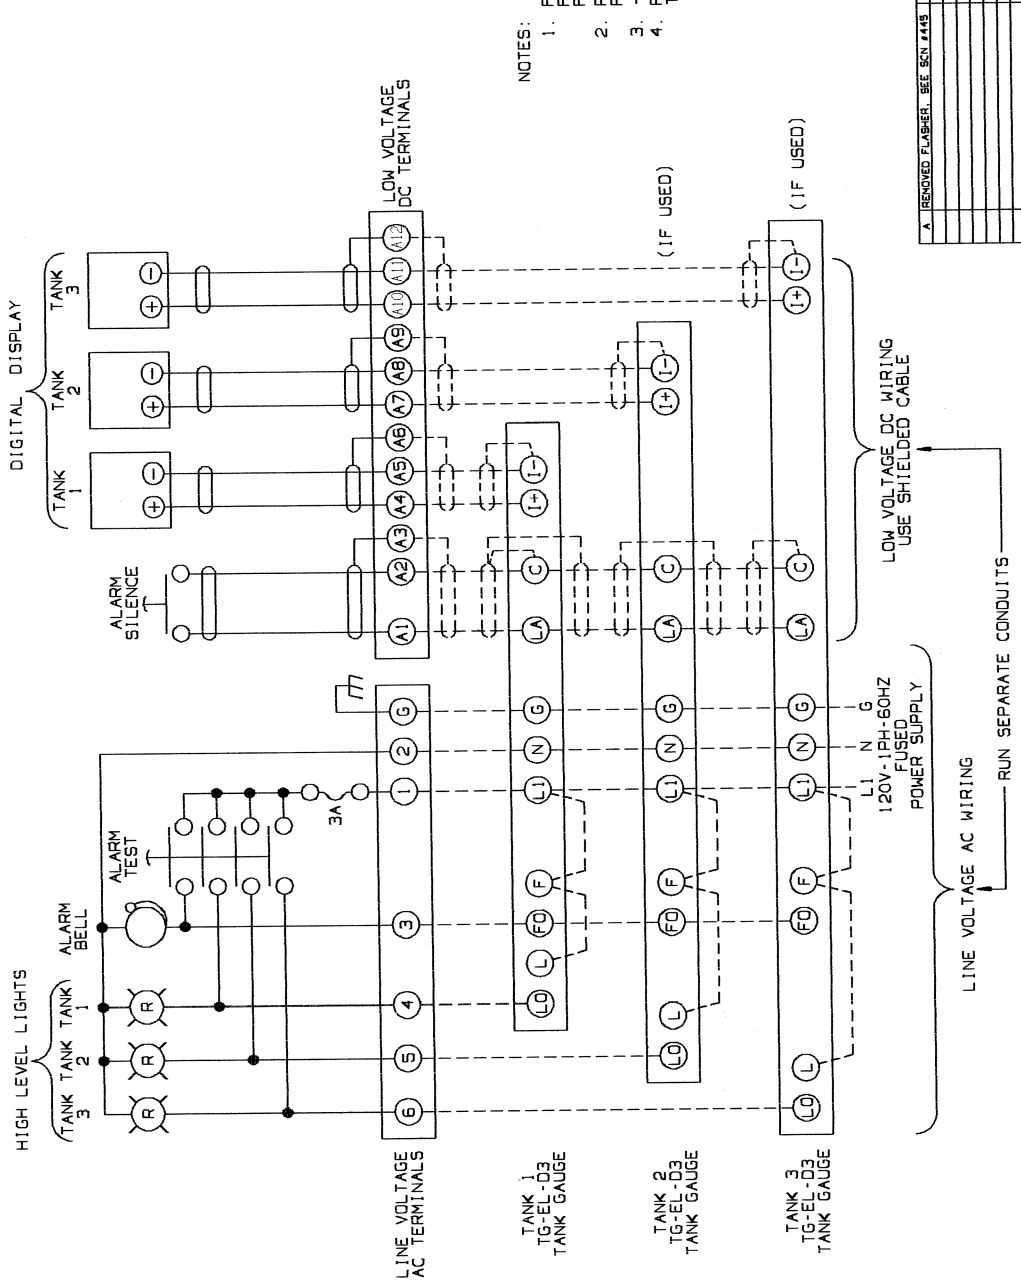 NOTES:
1.
2.
3.
4.
A REMOVED FLASHER, SEE SCN #445
DIGITAL DISPLAY
TANK
1
TANK
2
TANK
3
+ -
+ -
+ -
ALARM
SILENCE
HIGH LEVEL LIGHTS
TANK TANK TANK
3 2 1
R R R
ALARM
BELL
ALARM
TEST
3A
LINE VOLTAGE
AC TERMINALS
6 5 4 3 1 2 G
A1 A2 A3 A4 A5 A6 A7 A8 A9 A10 A11 A12
LOW VOLTAGE
DC TERMINALS
TANK 1
TG-EL-D3
TANK GAUGE
LO L FO F L1 N G LA C I+ I-
TANK 2
TG-EL-D3
TANK GAUGE
LO L FO F L1 N G LA C I+ I-
(IF USED)
TANK 3
TG-EL-D3
TANK GAUGE
LO L FO F L1 N G LA C I+ I-
(IF USED)
L1 N G
120V-1PH-60HZ
FUSED
POWER SUPPLY
LINE VOLTAGE AC WIRING
LOW VOLTAGE DC WIRING
USE SHIELDED CABLE
RUN SEPARATE CONDUITS